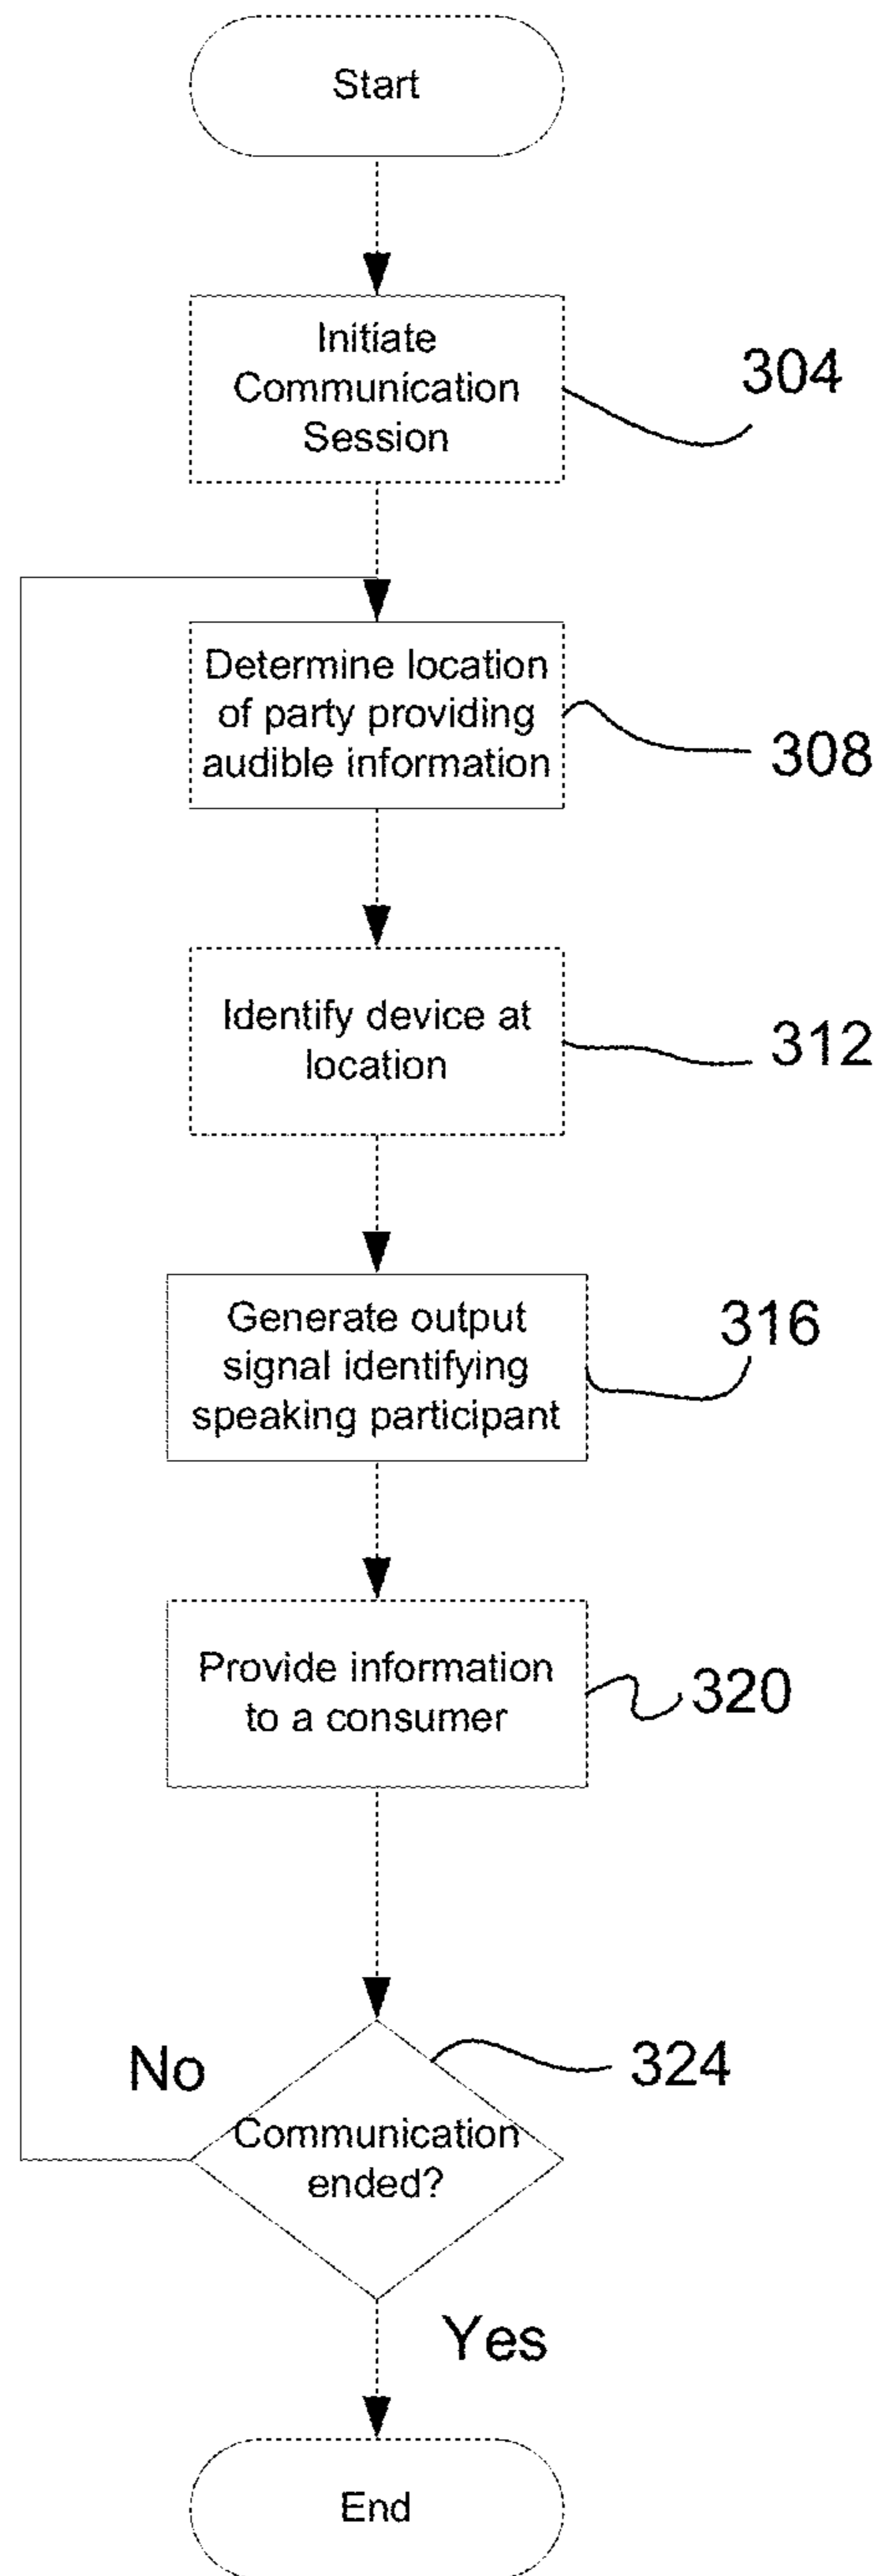 Start
Initiate
Communication
Session
304
Determine location
of party providing
audible information
308
Identify device at
location
312
Generate output
signal identifying
speaking participant
316
Provide information
to a consumer
320
No
324
Communication
ended?
Yes
End